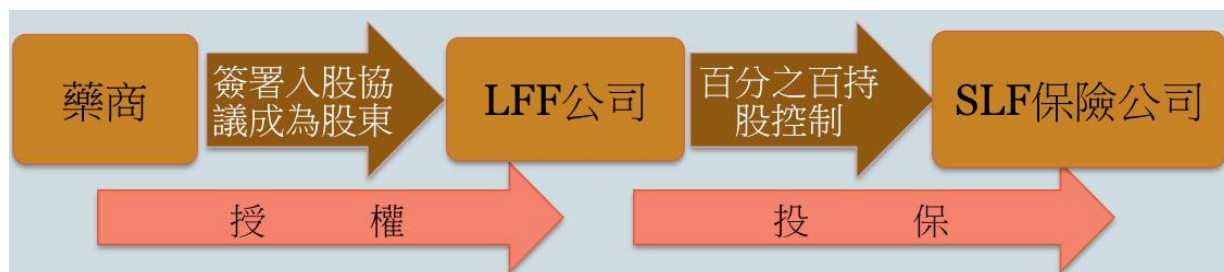 藥商
簽署入股協
議成為股東
LFF公司
百分之百持
股控制
SLF保險公司
授 權
投 保